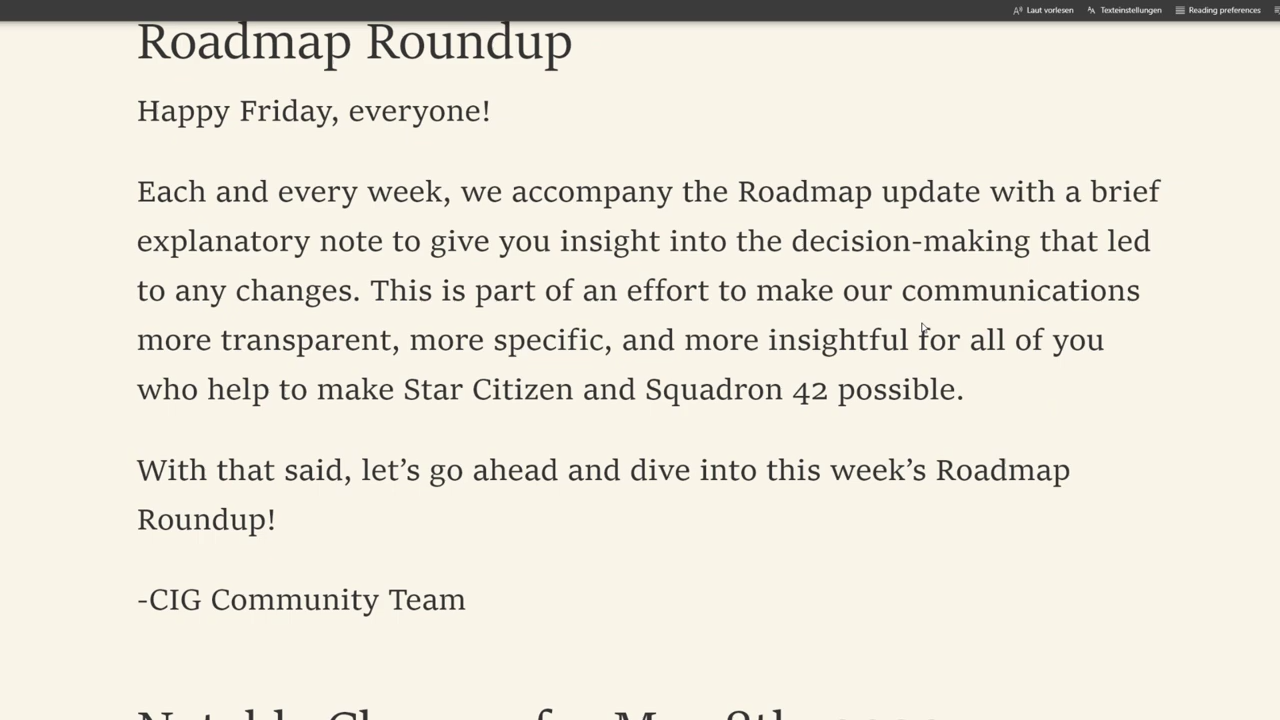 Laut vorlesen Texteinstellungen Reading preferences
Roadmap Roundup
Happy Friday, everyone!
Each and every week, we accompany the Roadmap update with a brief
explanatory note to give you insight into the decision-making that led
to any changes. This is part of an effort to make our communications
more transparent, more specific, and more insightful for all of you
who help to make Star Citizen and Squadron 42 possible.
With that said, let’s go ahead and dive into this week’s Roadmap
Roundup!
-CIG Community Team